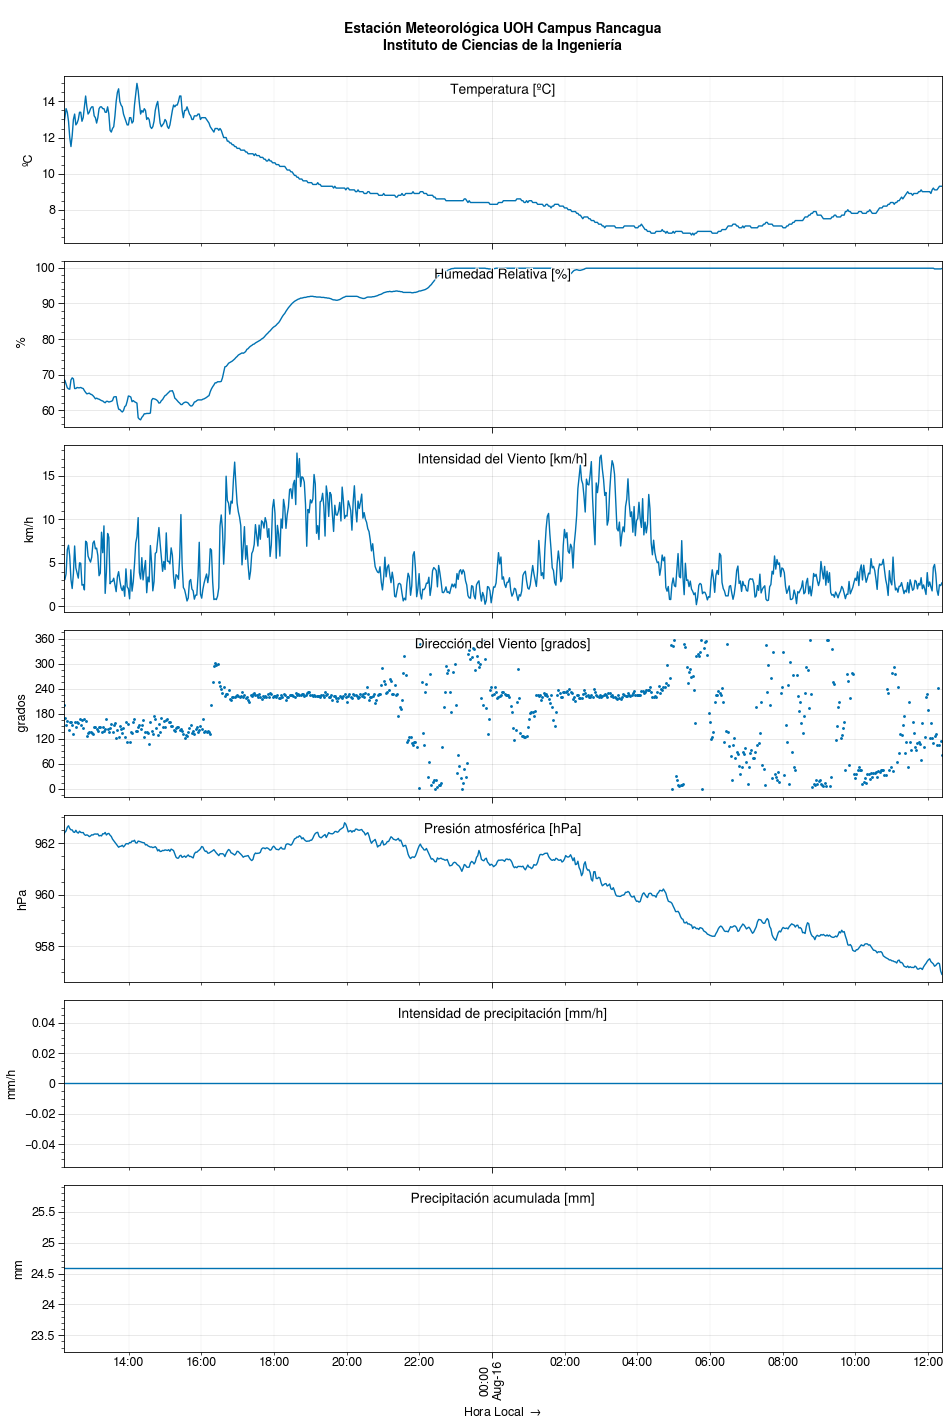 Estación Meteorológica UOH Campus Rancagua
Instituto de Ciencias de la Ingeniería
Temperatura [ºC]
14
12
10
8
ºC
Humedad Relativa [%]
100
90
80
70
60
%
Intensidad del Viento [km/h]
15
10
5
0
km/h
Dirección del Viento [grados]
360
300
240
180
120
60
0
grados
Presión atmosférica [hPa]
962
960
958
hPa
Intensidad de precipitación [mm/h]
0.04
0.02
0
−0.02
−0.04
mm/h
Precipitación acumulada [mm]
25.5
25
24.5
24
23.5
mm
14:00 16:00 18:00 20:00 22:00 00:00 02:00 04:00 06:00 08:00 10:00 12:00
Aug-16
Hora Local →